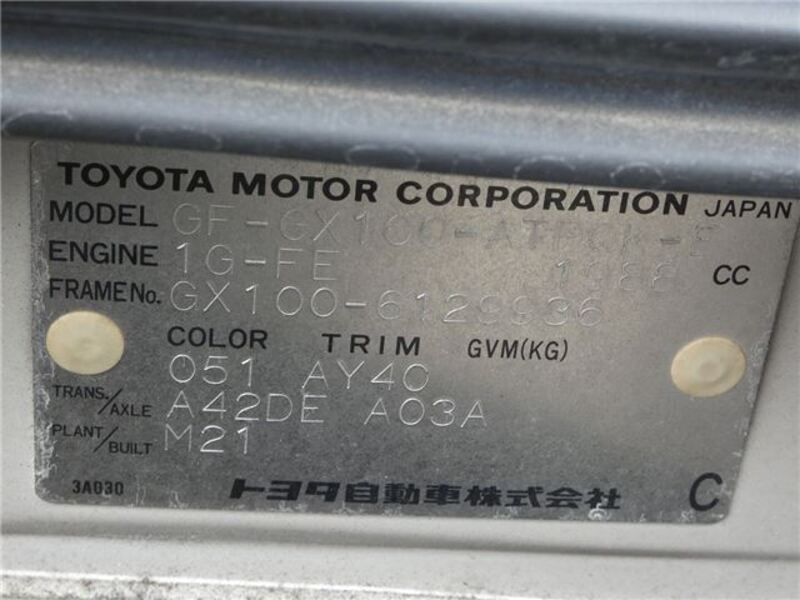 TOYOTA MOTOR CORPORATION JAPAN
MODEL
ENGINE 1G-FE 1988 CC
FRAME No. GX100-6129936
COLOR TRIM GVM(KG)
051 AY40
TRANS./AXLE A42DE A03A
PLANT/BUILT M21
3A030 トヨタ自動車株式会社 C